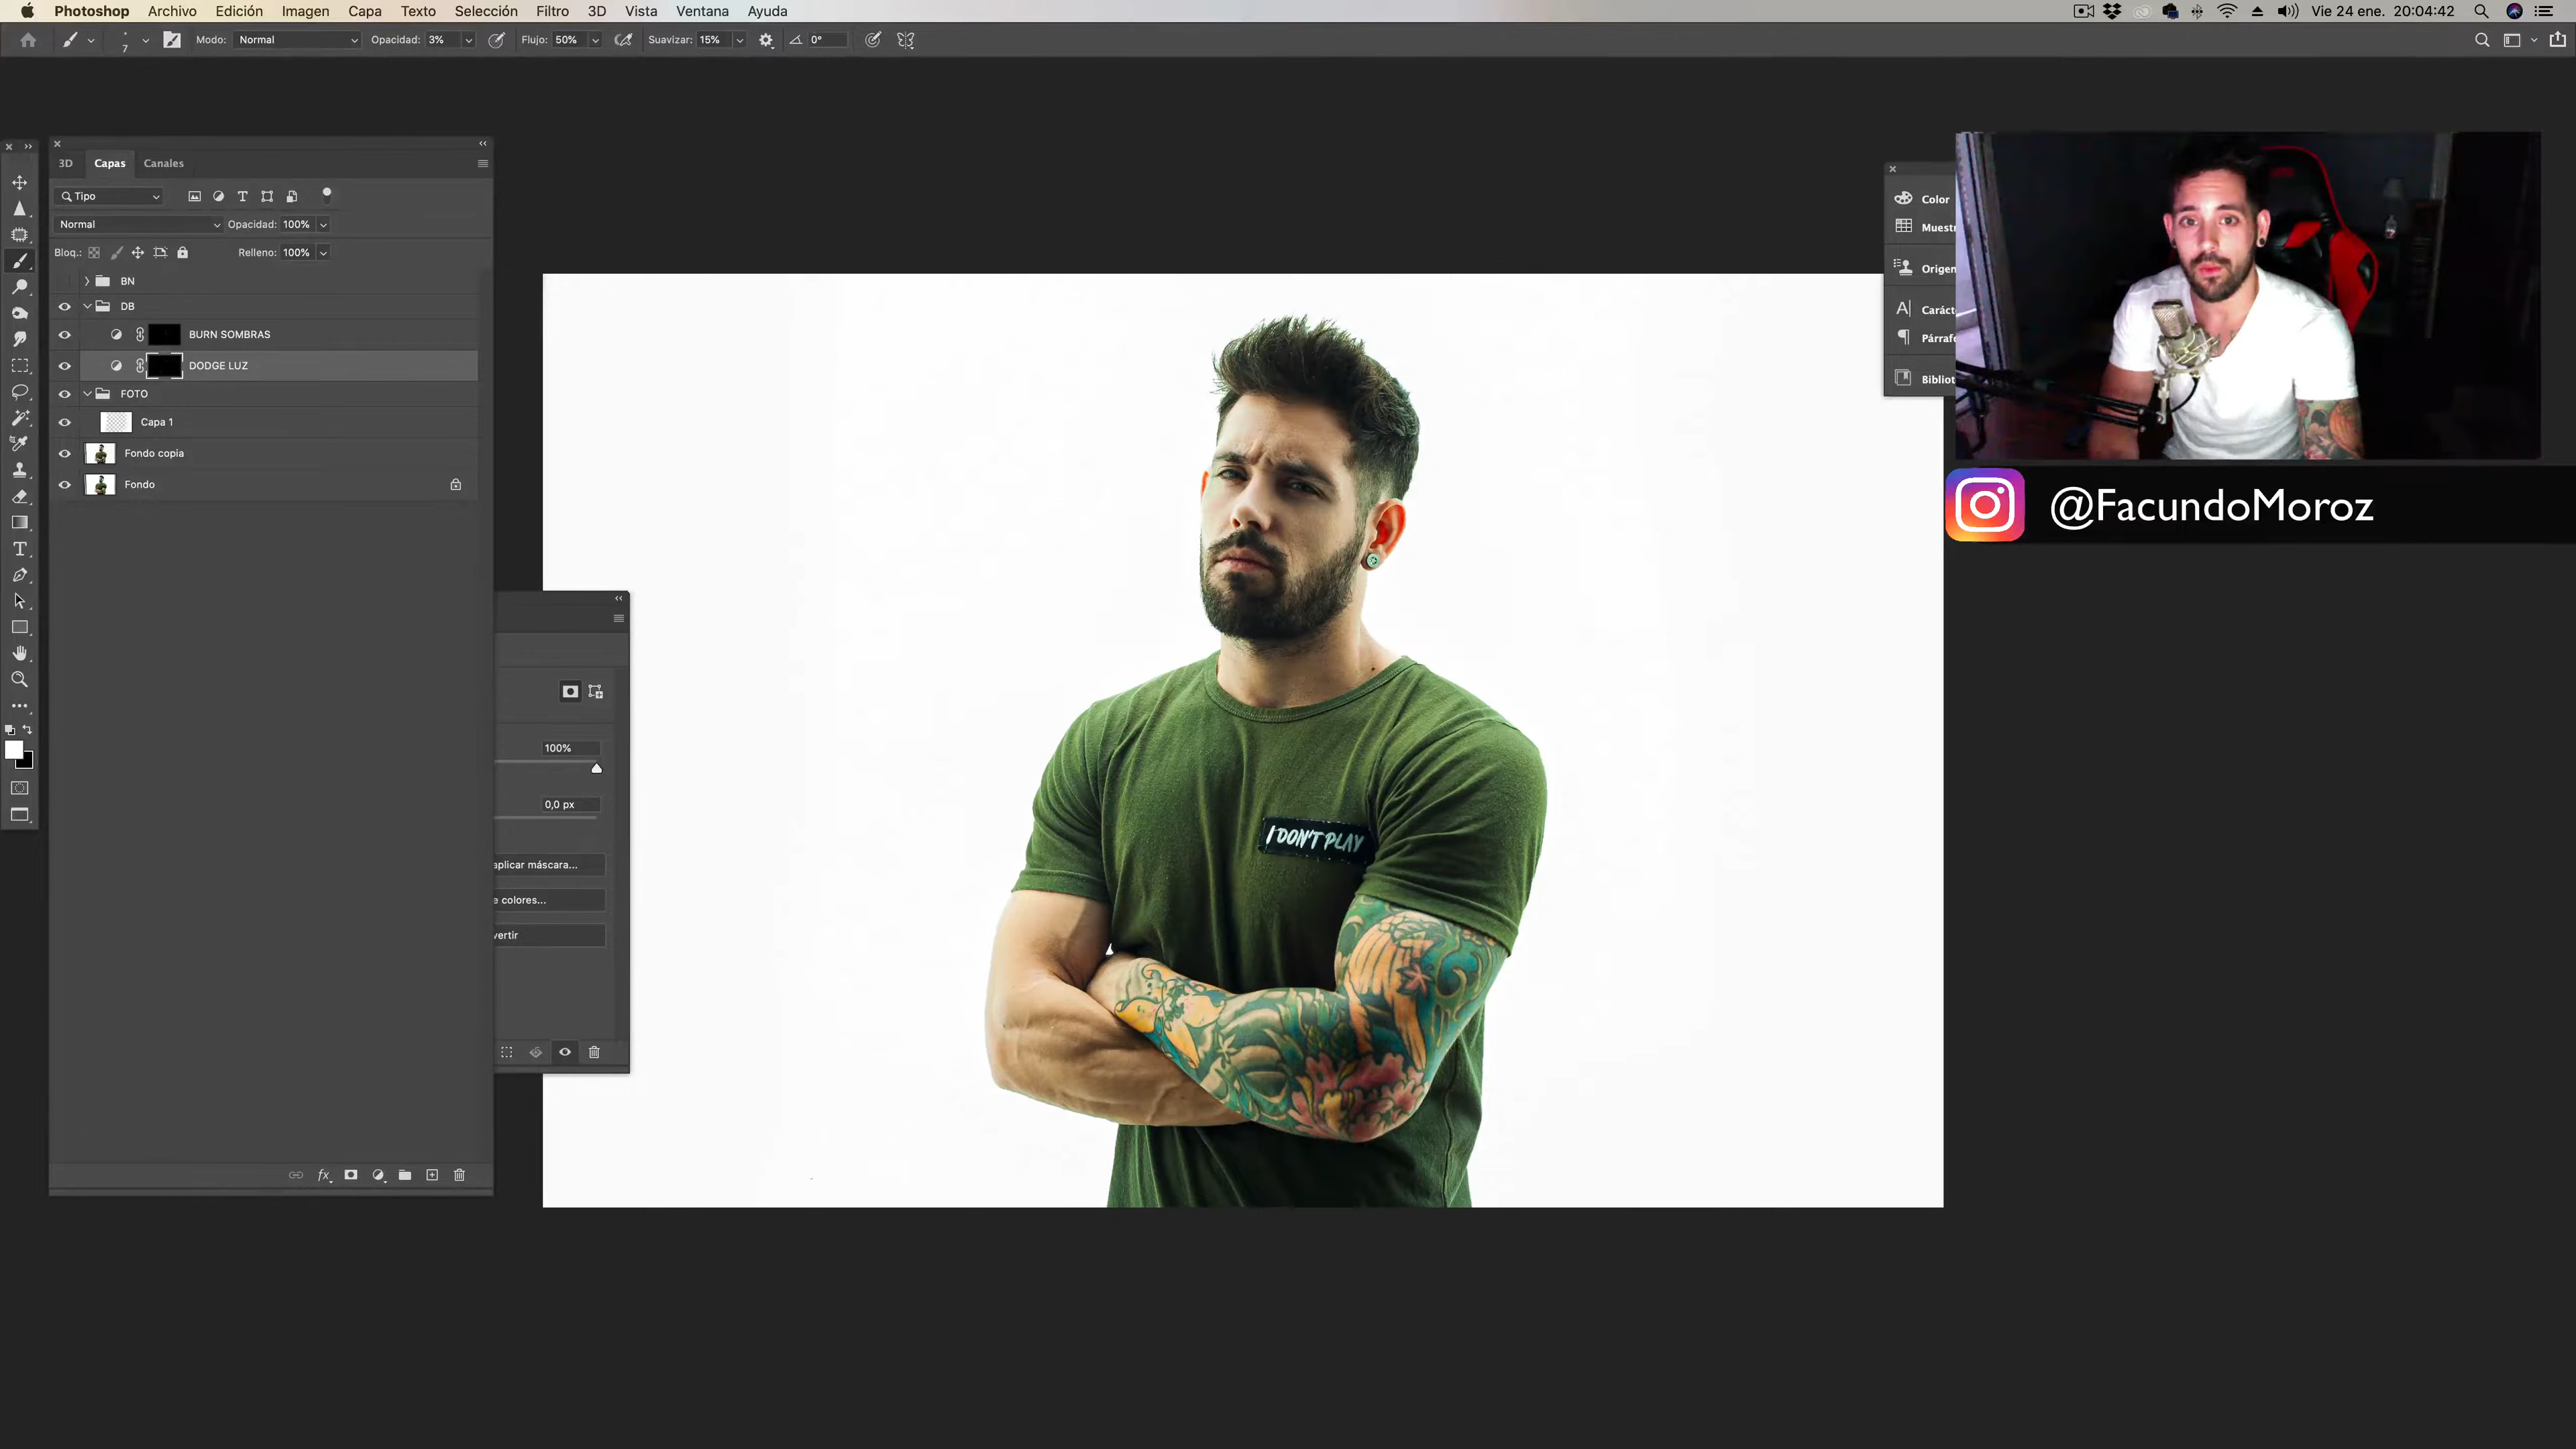 Photoshop Archivo Edición Imagen Capa Texto Selección Filtro 3D Vista Ventana Ayuda Vie 24 ene. 20:04:42
7 Modo: Normal Opacidad: 3% Flujo: 50% Suavizar: 15% 0°
3D Capas Canales
Tipo
Normal Opacidad: 100%
Bloq.: Relleno: 100%
BN
DB
BURN SOMBRAS
DODGE LUZ
FOTO
Capa 1
Fondo copia
Fondo
100%
0,0 px
aplicar máscara...
e colores...
vertir
I DON'T PLAY
Color
Muestr
Origen
Carácte
Párrafo
Bibliot
@FacundoMoroz